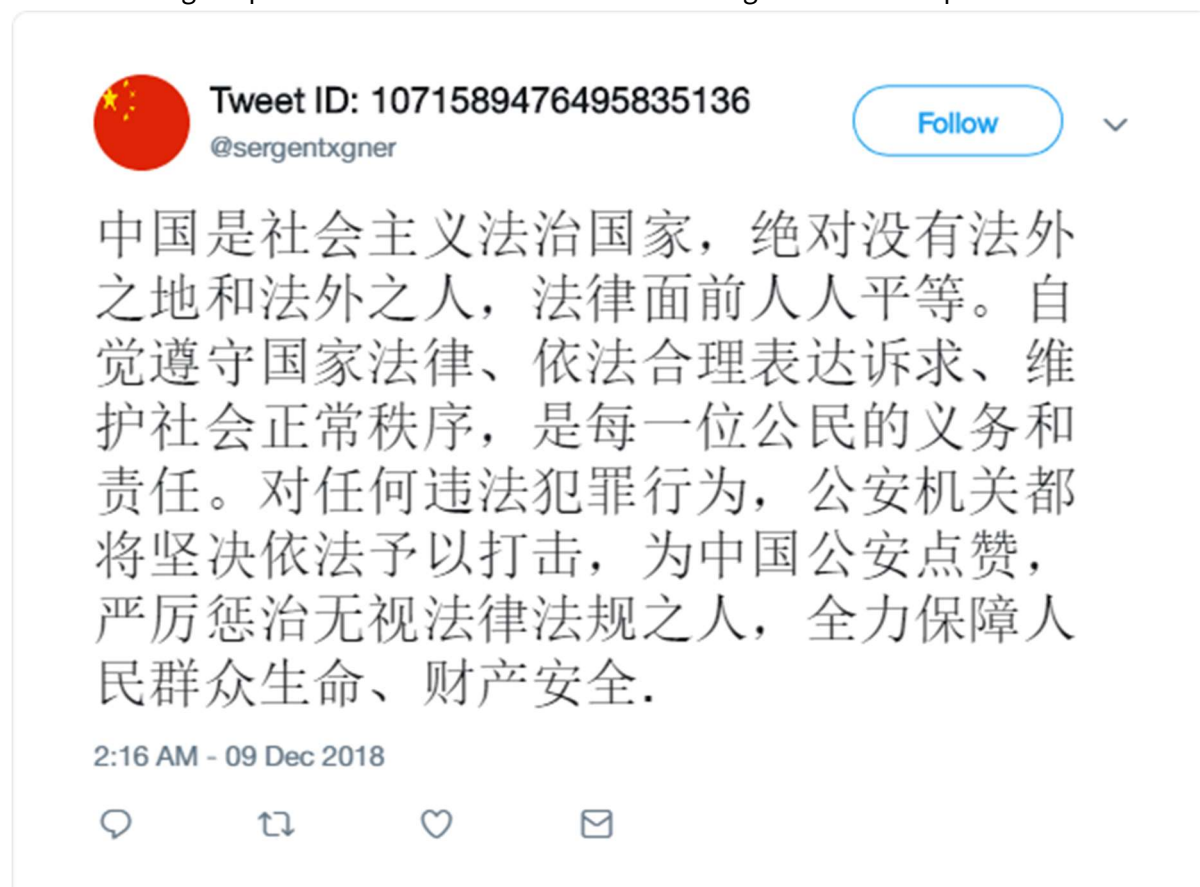 Tweet ID: 1071589476495835136
Follow
@sergentxgner
中国是社会主义法治国家，绝对没有法外
之地和法外之人，法律面前人人平等。自
觉遵守国家法律、依法合理表达诉求、维
护社会正常秩序，是每一位公民的义务和
责任。对任何违法犯罪行为，公安机关都
将坚决依法予以打击，为中国公安点赞，
严厉惩治无视法律法规之人，全力保障人
民群众生命、财产安全.
2:16 AM - 09 Dec 2018